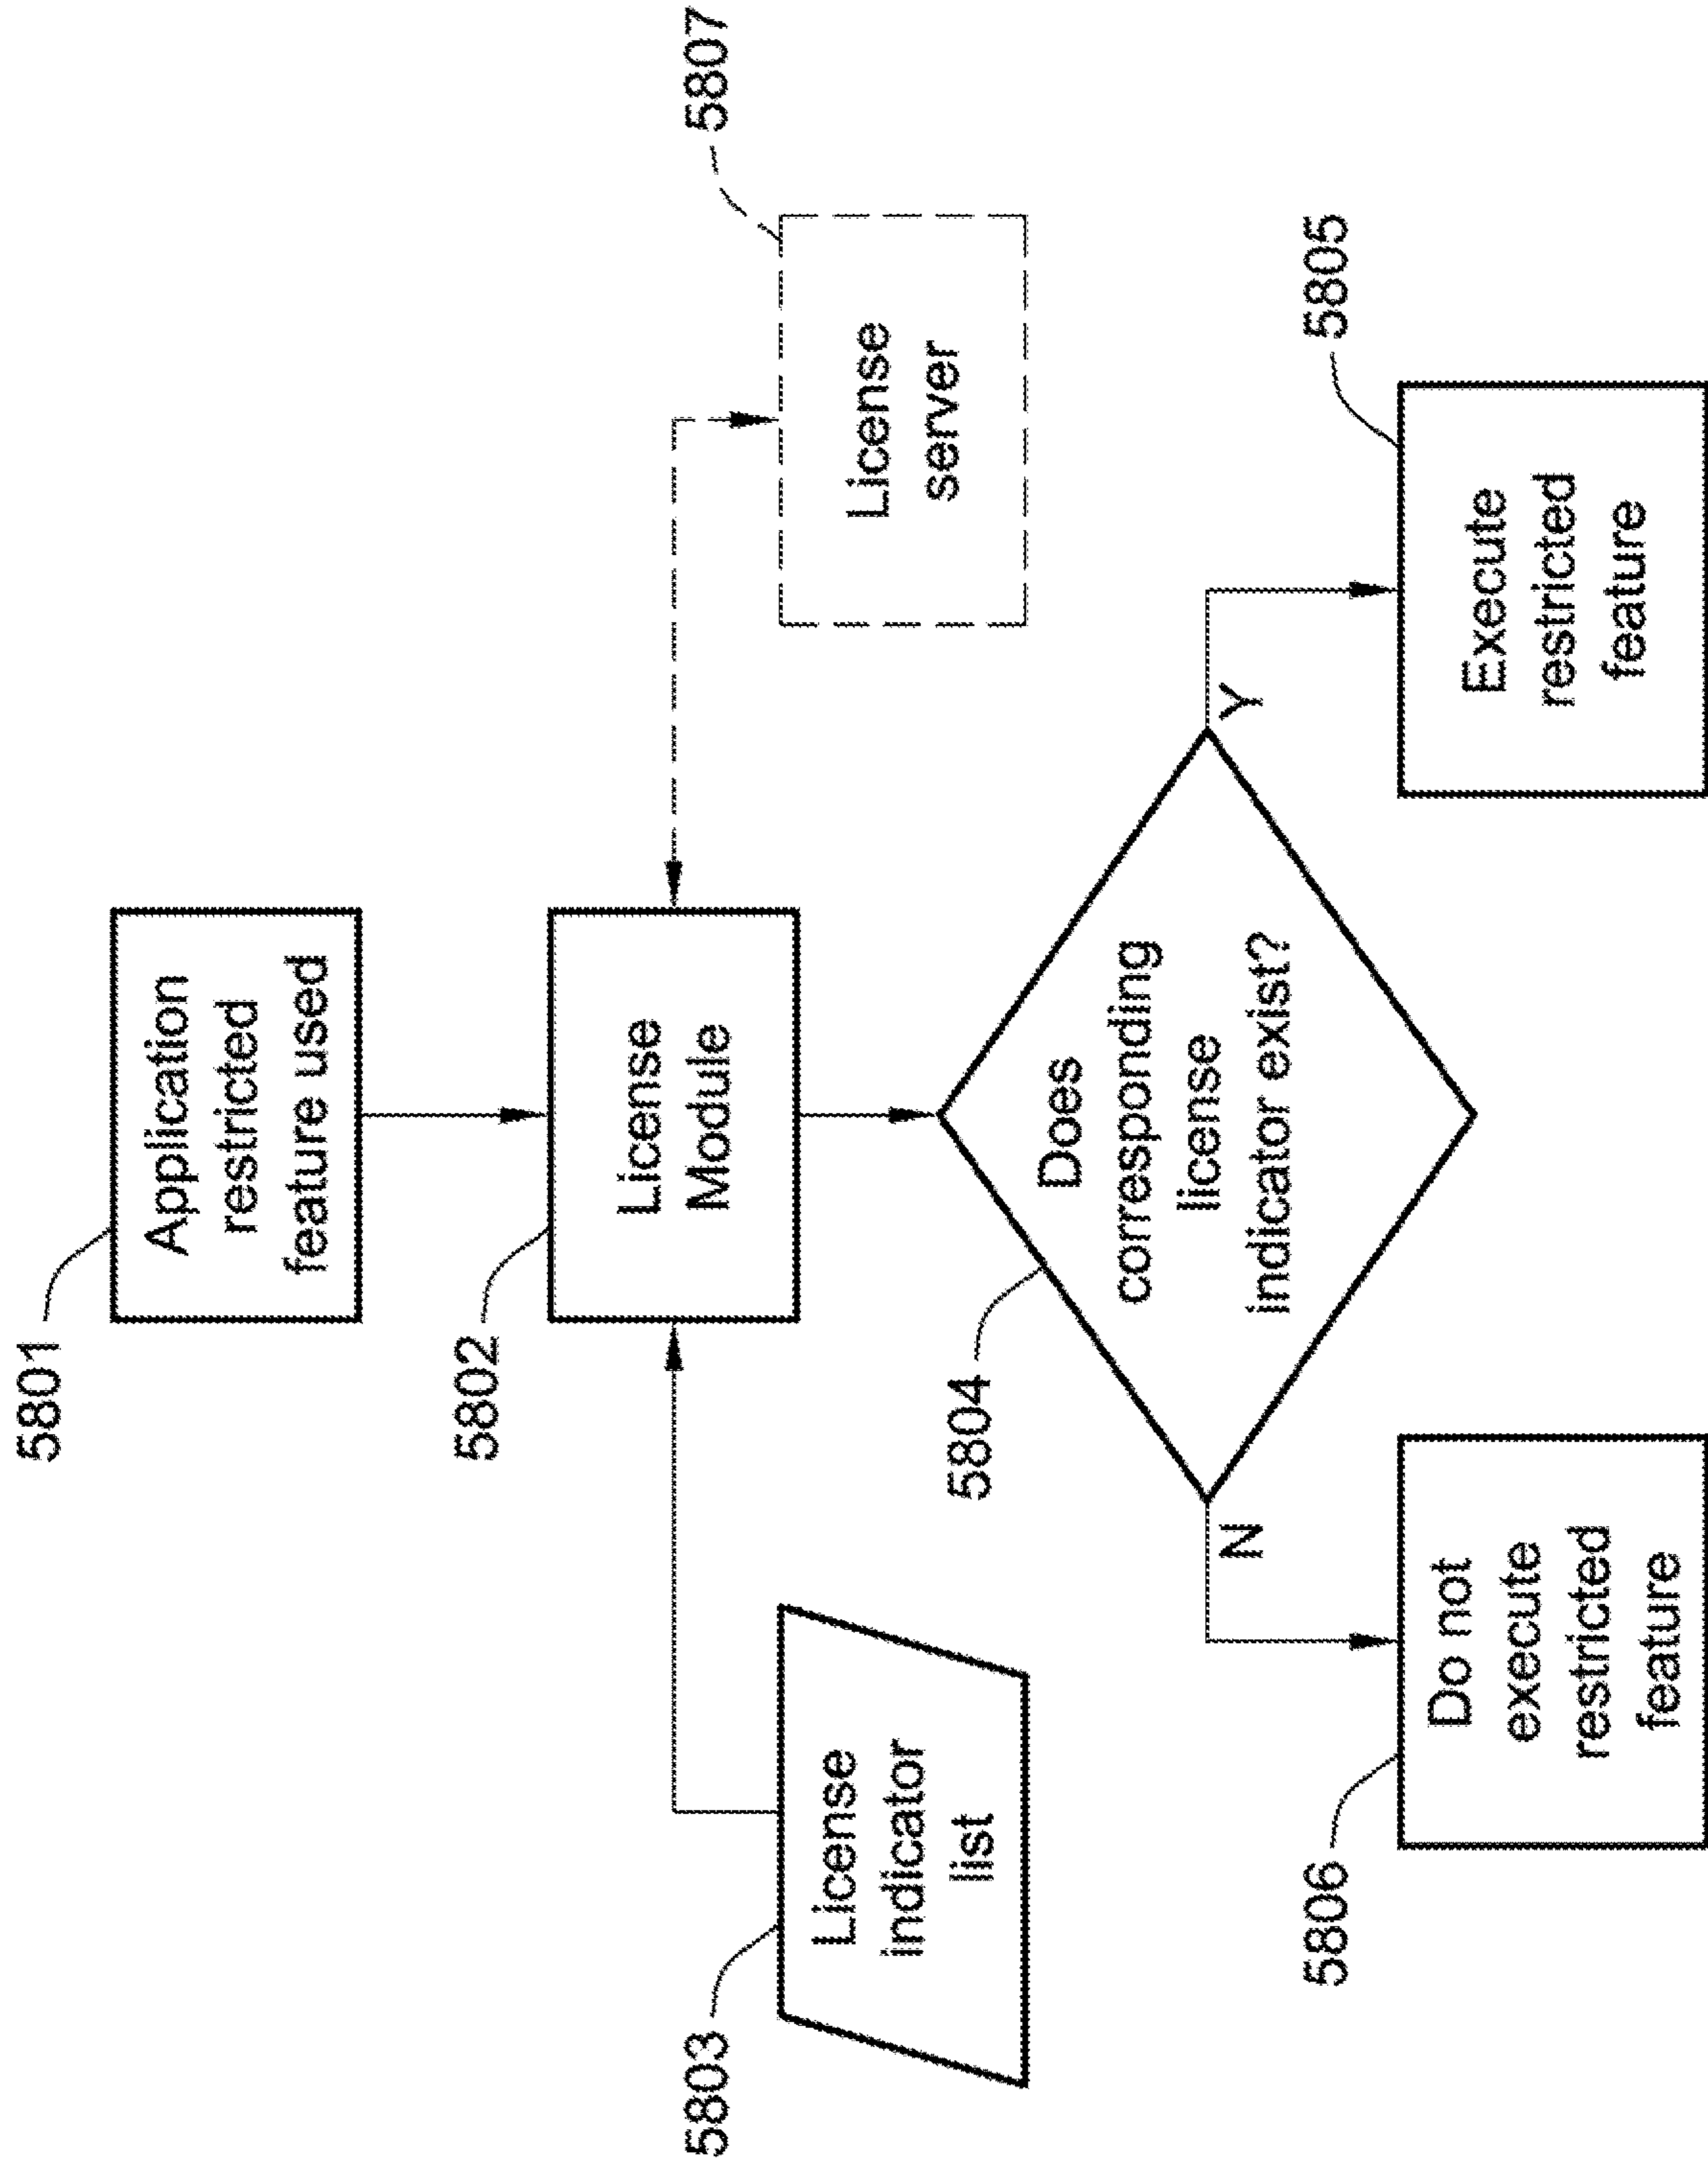 5801
Application
restricted
feature used
5802
License
Module
5807
License
server
5803
License
indicator
list
5804
Does
corresponding
license
indicator exist?
N
Y
5806
Do not
execute
restricted
feature
5805
Execute
restricted
feature